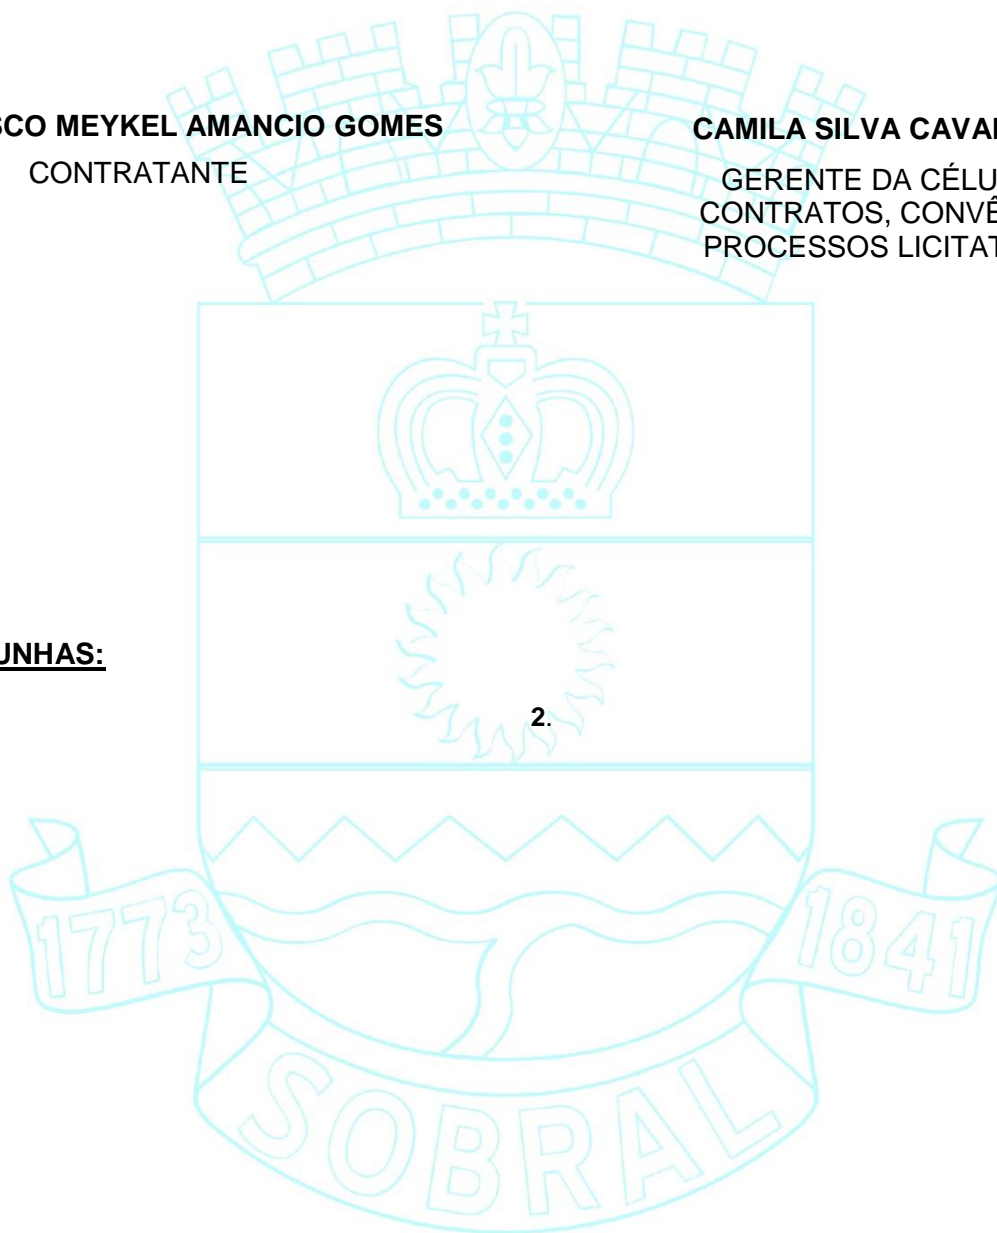 SCO MEYKEL AMANCIO GOMES
CONTRATANTE
CAMILA SILVA CAVA
GERENTE DA CÉLU
CONTRATOS, CONVÊ
PROCESSOS LICITAT
UNHAS:
2.
1773
1841
SOBRAL